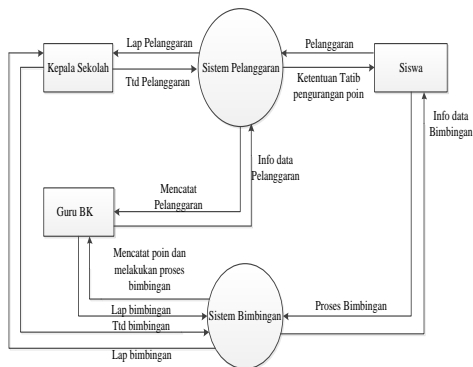 Lap Pelanggaran
Pelanggaran
Kepala Sekolah
Sistem Pelanggaran
Siswa
Ttd Pelanggaran
Ketentuan Tatib
pengurangan poin
Info data
Bimbingan
Info data
Pelanggaran
Mencatat
Pelanggaran
Guru BK
Mencatat poin dan
melakukan proses
bimbingan
Lap bimbingan
Sistem Bimbingan
Proses Bimbingan
Ttd bimbingan
Lap bimbingan